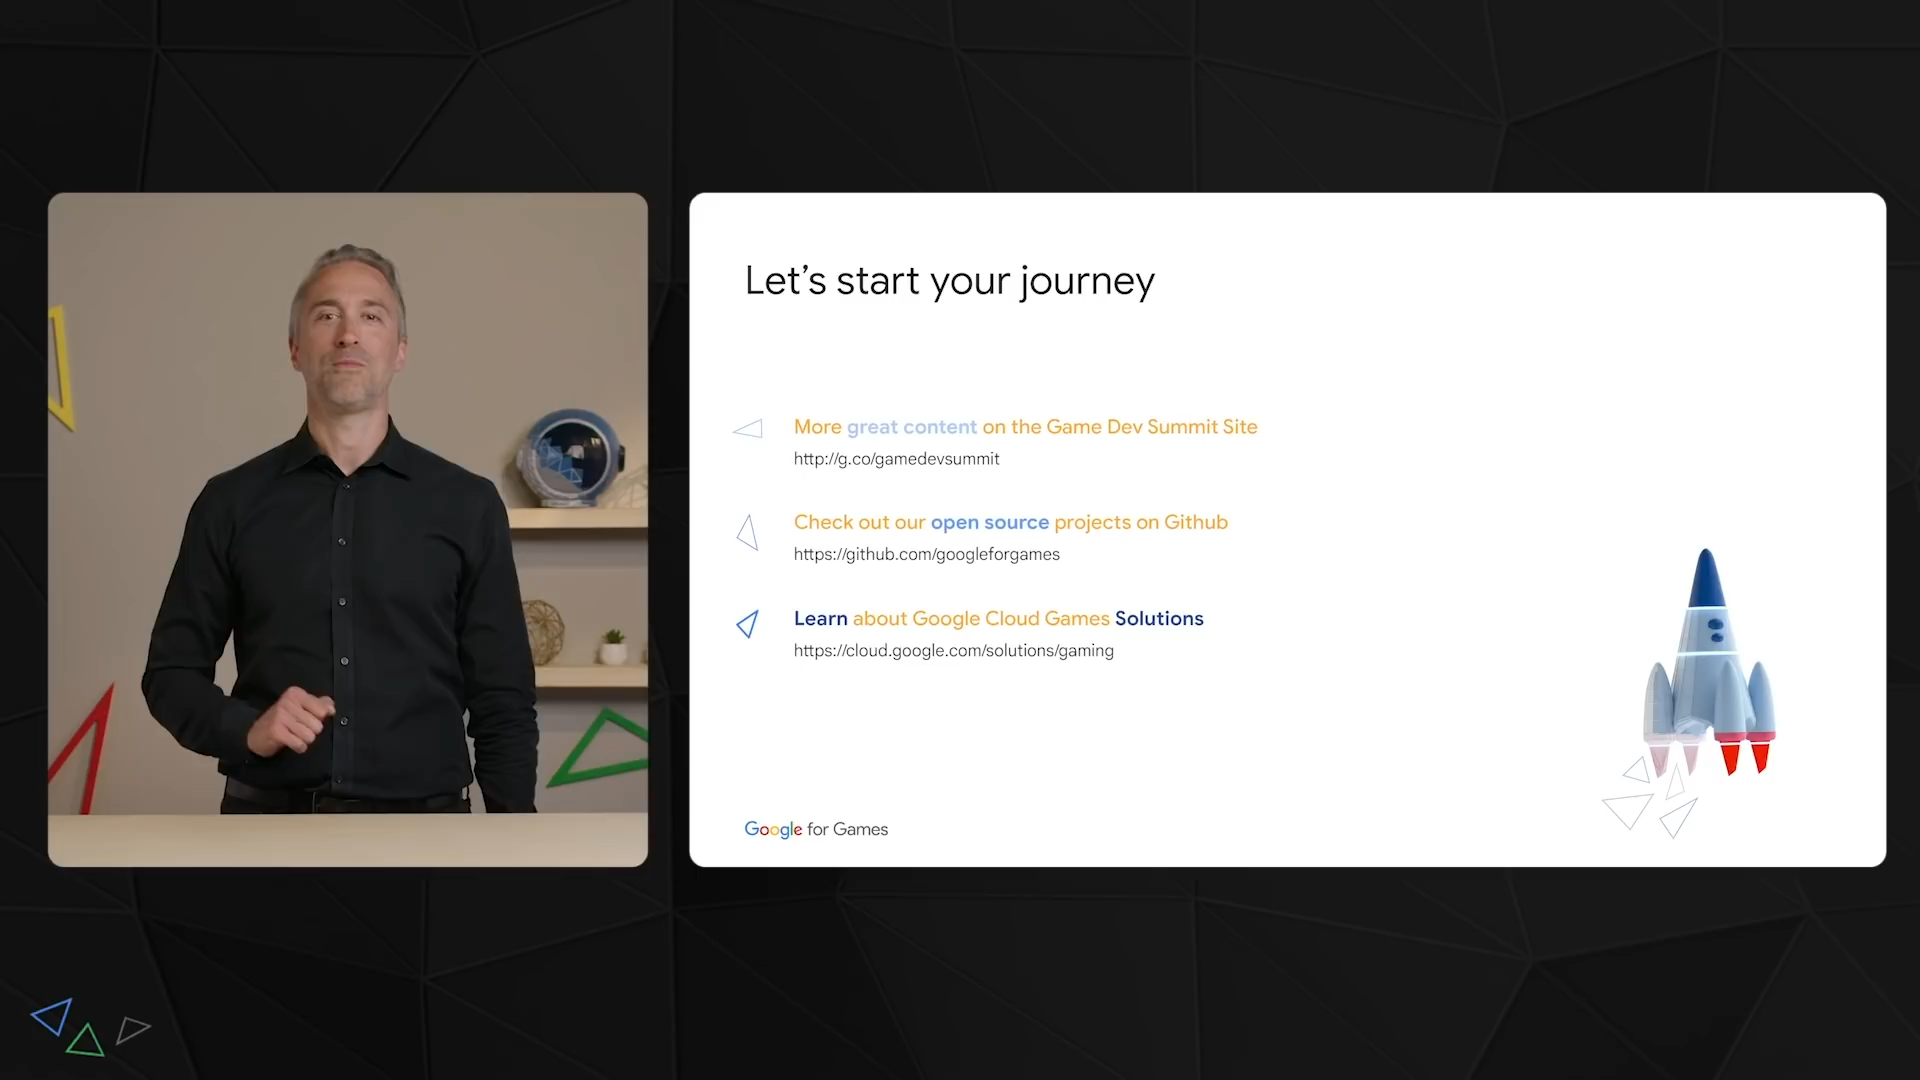 Let’s start your journey
More great content on the Game Dev Summit Site
http://g.co/gamedevsummit
Check out our open source projects on Github
https://github.com/googleforgames
Learn about Google Cloud Games Solutions
https://cloud.google.com/solutions/gaming
Google for Games